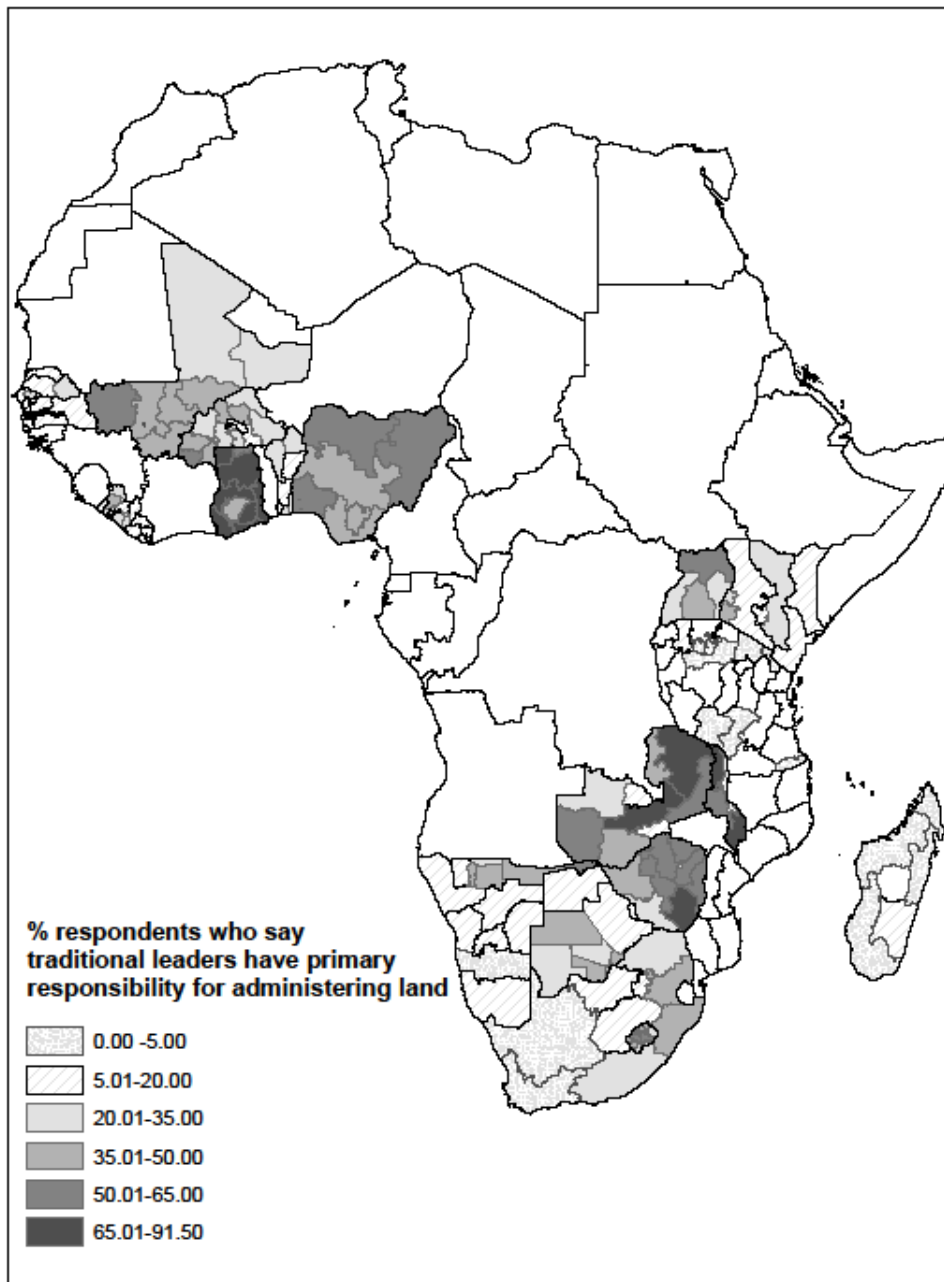 % respondents who say
traditional leaders have primary
responsibility for administering land
0.00 -5.00
5.01-20.00
20.01-35.00
35.01-50.00
50.01-65.00
65.01-91.50